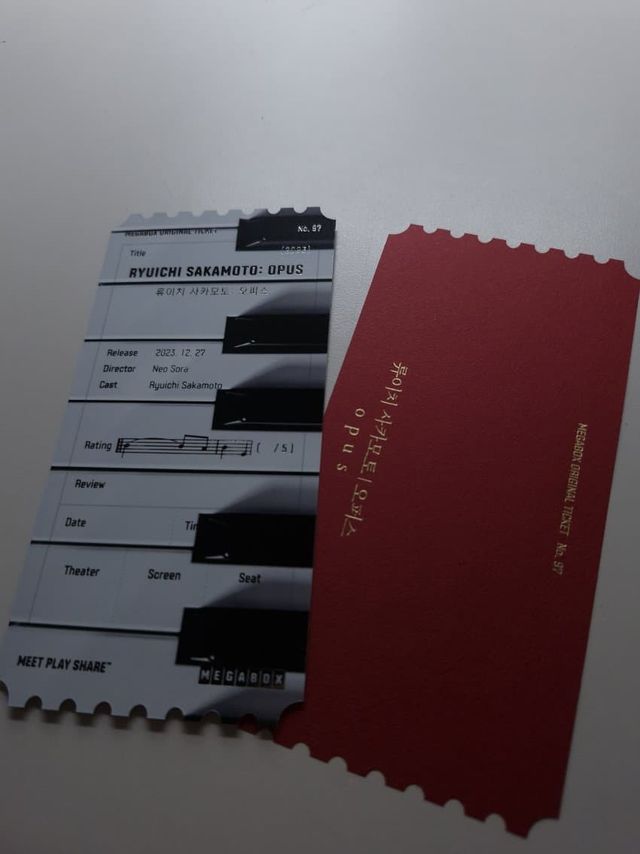 MEGABOX ORIGINAL TICKET
No. 97
Title
(2023)
RYUICHI SAKAMOTO: OPUS
류이치 사카모토: 오퍼스
Release 2023. 12. 27
Director Neo Sora
Cast Ryuichi Sakamoto
Rating ( /5)
Review
Date
Theater Screen Seat
MEET PLAY SHARE™
MEGABOX
류이치 사카모토 | 오퍼스
opus
MEGABOX ORIGINAL TICKET No. 97